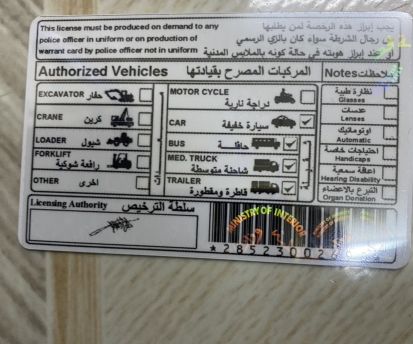 This license must be produced on demand to any
police officer in uniform or on production of
warrant card by police officer not in uniform
يجب إبراز هذه الرخصة لمن يطلبها
من رجال الشرطة سواء كان بالزي الرسمي
أو عند إبراز هويته في حالة كونه بالملابس المدنية
Authorized Vehicles المركبات المصرح بقيادتها
Notes ملاحظات
EXCAVATOR حفار
CRANE كرين
LOADER شيول
FORKLIFT رافعة شوكية
OTHER اخرى
MOTOR CYCLE
دراجة نارية
CAR سيارة خفيفة
BUS حافلة
MED. TRUCK
شاحنة متوسطة
TRAILER
قاطرة ومقطورة
نظارة طبية
Glasses
عدسات
Lenses
اوتوماتيك
Automatic
احتياجات خاصة
Handicaps
اعاقة سمعية
Hearing Disability
التبرع بالاعضاء
Organ Donation
Licensing Authority سلطة الترخيص
MINISTRY OF INTERIOR